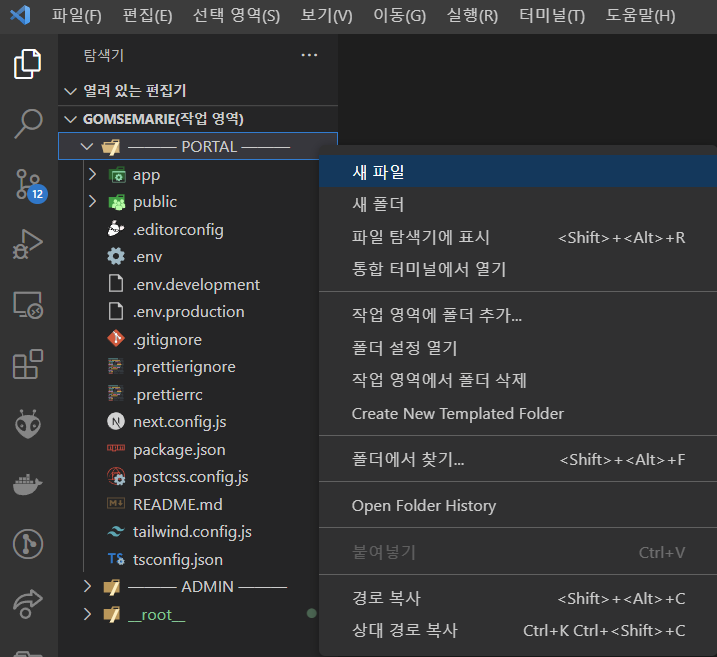 파일(F) 편집(E) 선택 영역(S) 보기(V) 이동(G) 실행(R) 터미널(T) 도움말(H)
탐색기
열려 있는 편집기
GOMSEMARIE(작업 영역)
——— PORTAL ———
app
public
.editorconfig
.env
.env.development
.env.production
.gitignore
.prettierignore
.prettierrc
next.config.js
package.json
postcss.config.js
README.md
tailwind.config.js
tsconfig.json
——— ADMIN ———
__root__
12
새 파일
새 폴더
파일 탐색기에 표시 <Shift>+<Alt>+R
통합 터미널에서 열기
작업 영역에 폴더 추가...
폴더 설정 열기
작업 영역에서 폴더 삭제
Create New Templated Folder
폴더에서 찾기... <Shift>+<Alt>+F
Open Folder History
붙여넣기 Ctrl+V
경로 복사 <Shift>+<Alt>+C
상대 경로 복사 Ctrl+K Ctrl+<Shift>+C